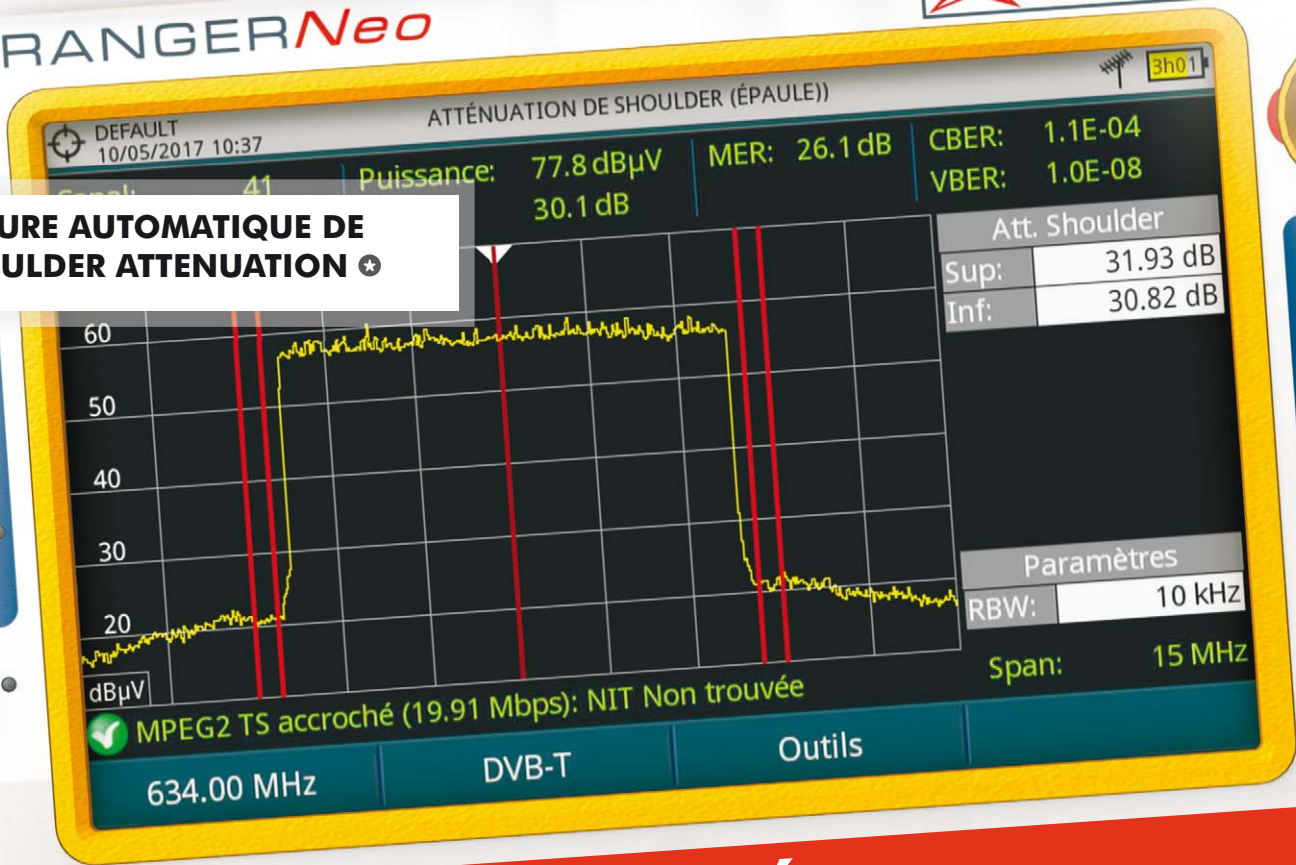 RANGERNeo
DEFAULT
10/05/2017 10:37
ATTÉNUATION DE SHOULDER (ÉPAULE))
3h01
41
Puissance: 77.8 dBµV
30.1 dB
MER: 26.1 dB
CBER: 1.1E-04
VBER: 1.0E-08
URE AUTOMATIQUE DE
ULDER ATTENUATION
Att. Shoulder
Sup: 31.93 dB
Inf: 30.82 dB
60
50
40
30
20
dBµV
Paramètres
RBW: 10 kHz
Span: 15 MHz
MPEG2 TS accroché (19.91 Mbps): NIT Non trouvée
634.00 MHz
DVB-T
Outils